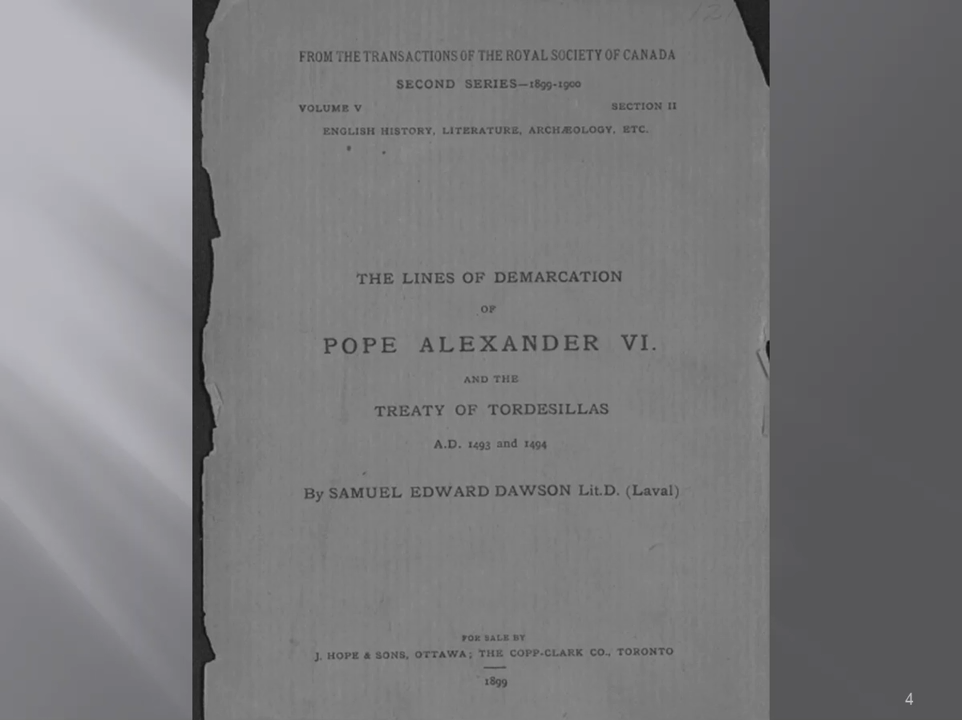 FROM THE TRANSACTIONS OF THE ROYAL SOCIETY OF CANADA
SECOND SERIES—1899-1900
VOLUME V SECTION II
ENGLISH HISTORY, LITERATURE, ARCHÆOLOGY, ETC.
THE LINES OF DEMARCATION
OF
POPE ALEXANDER VI.
AND THE
TREATY OF TORDESILLAS
A.D. 1493 and 1494
By SAMUEL EDWARD DAWSON Lit.D. (Laval)
FOR SALE BY
J. HOPE & SONS, OTTAWA; THE COPP-CLARK CO., TORONTO
1899
4